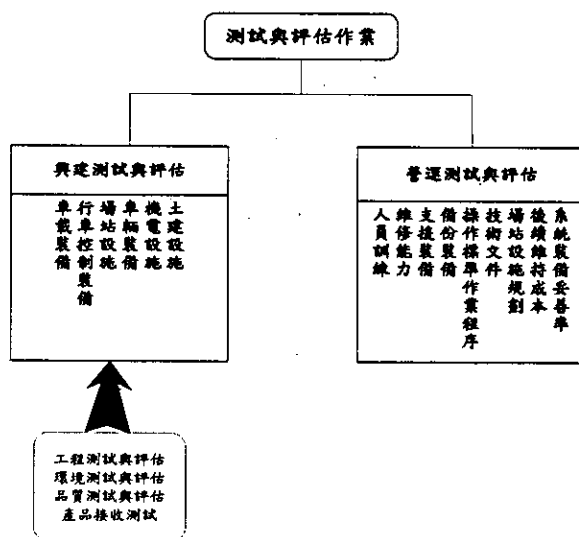 測試與評估作業
興建測試與評估
土建設施
機電設施
車輛裝備
場站設施
行車控制裝備
車載裝備
營運測試與評估
系統裝備妥善率
後續維持成本
場站設施規劃
技術文件
操作標準作業程序
備份裝備
支援裝備
維修能力
人員訓練
工程測試與評估
環境測試與評估
品質測試與評估
產品接收測試